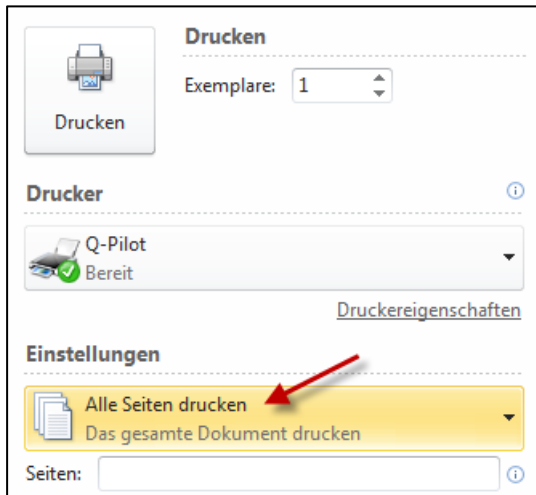 Drucken
Exemplare: 1
Drucken
Drucker
Q-Pilot
Bereit
Druckereigenschaften
Einstellungen
Alle Seiten drucken
Das gesamte Dokument drucken
Seiten: